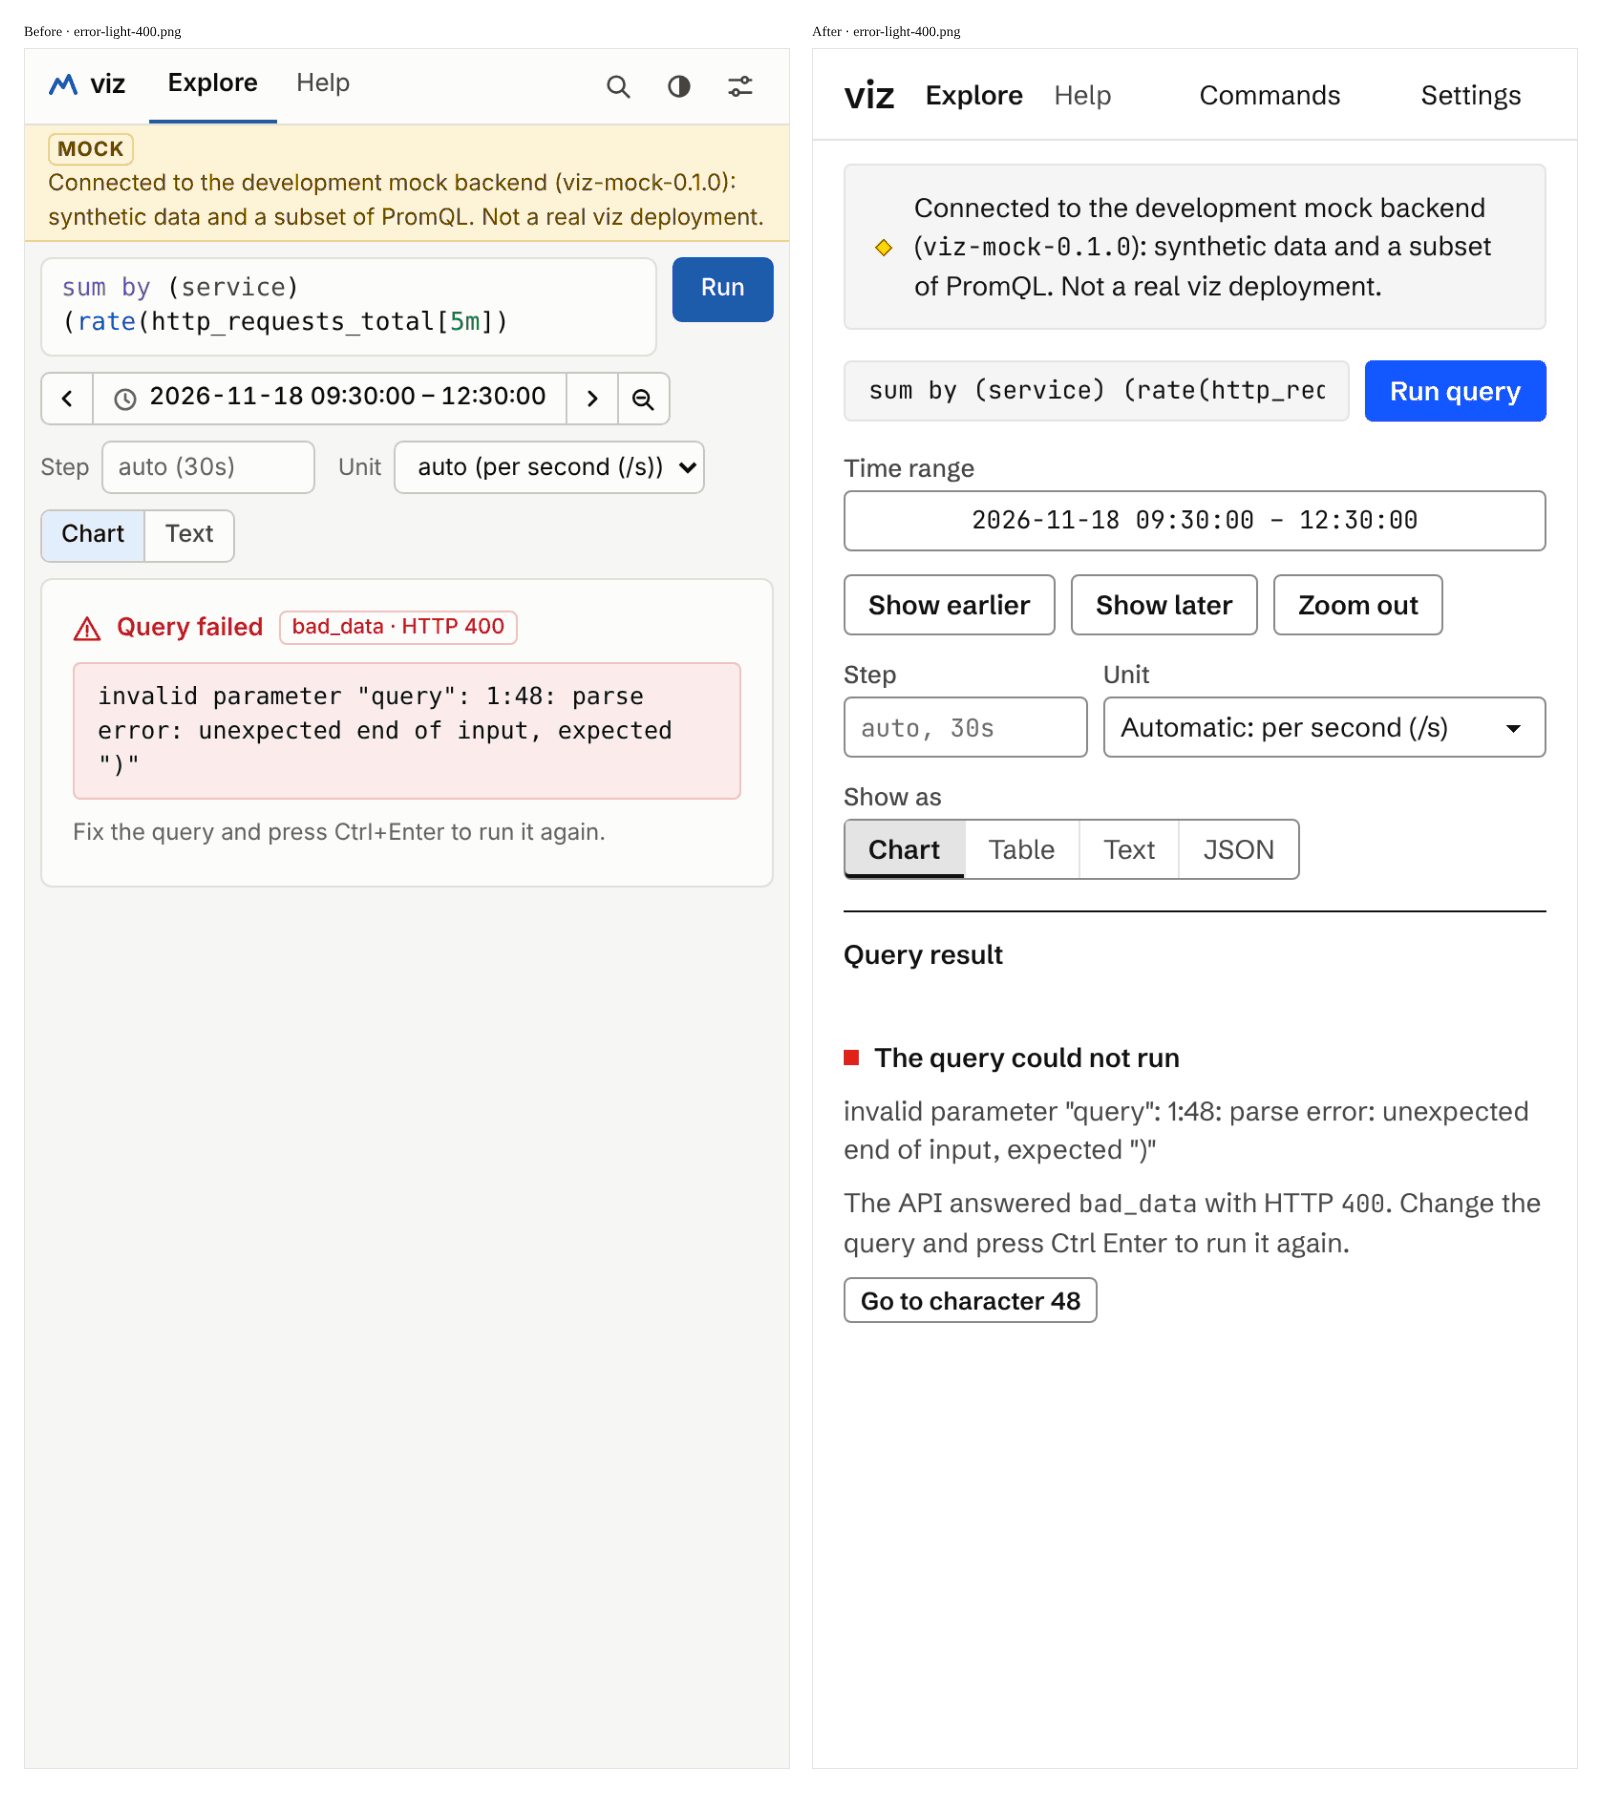 Before · error-light-400.png
viz Explore Help
MOCK
Connected to the development mock backend (viz-mock-0.1.0):
synthetic data and a subset of PromQL. Not a real viz deployment.
sum by (service)
(rate(http_requests_total[5m])
Run
2026-11-18 09:30:00 – 12:30:00
Step auto (30s) Unit auto (per second (/s))
Chart Text
Query failed bad_data · HTTP 400
invalid parameter "query": 1:48: parse
error: unexpected end of input, expected
")"
Fix the query and press Ctrl+Enter to run it again.
After · error-light-400.png
viz Explore Help Commands Settings
Connected to the development mock backend
(viz-mock-0.1.0): synthetic data and a subset
of PromQL. Not a real viz deployment.
sum by (service) (rate(http_req
Run query
Time range
2026-11-18 09:30:00 – 12:30:00
Show earlier Show later Zoom out
Step Unit
auto, 30s Automatic: per second (/s)
Show as
Chart Table Text JSON
Query result
The query could not run
invalid parameter "query": 1:48: parse error: unexpected
end of input, expected ")"
The API answered bad_data with HTTP 400. Change the
query and press Ctrl Enter to run it again.
Go to character 48